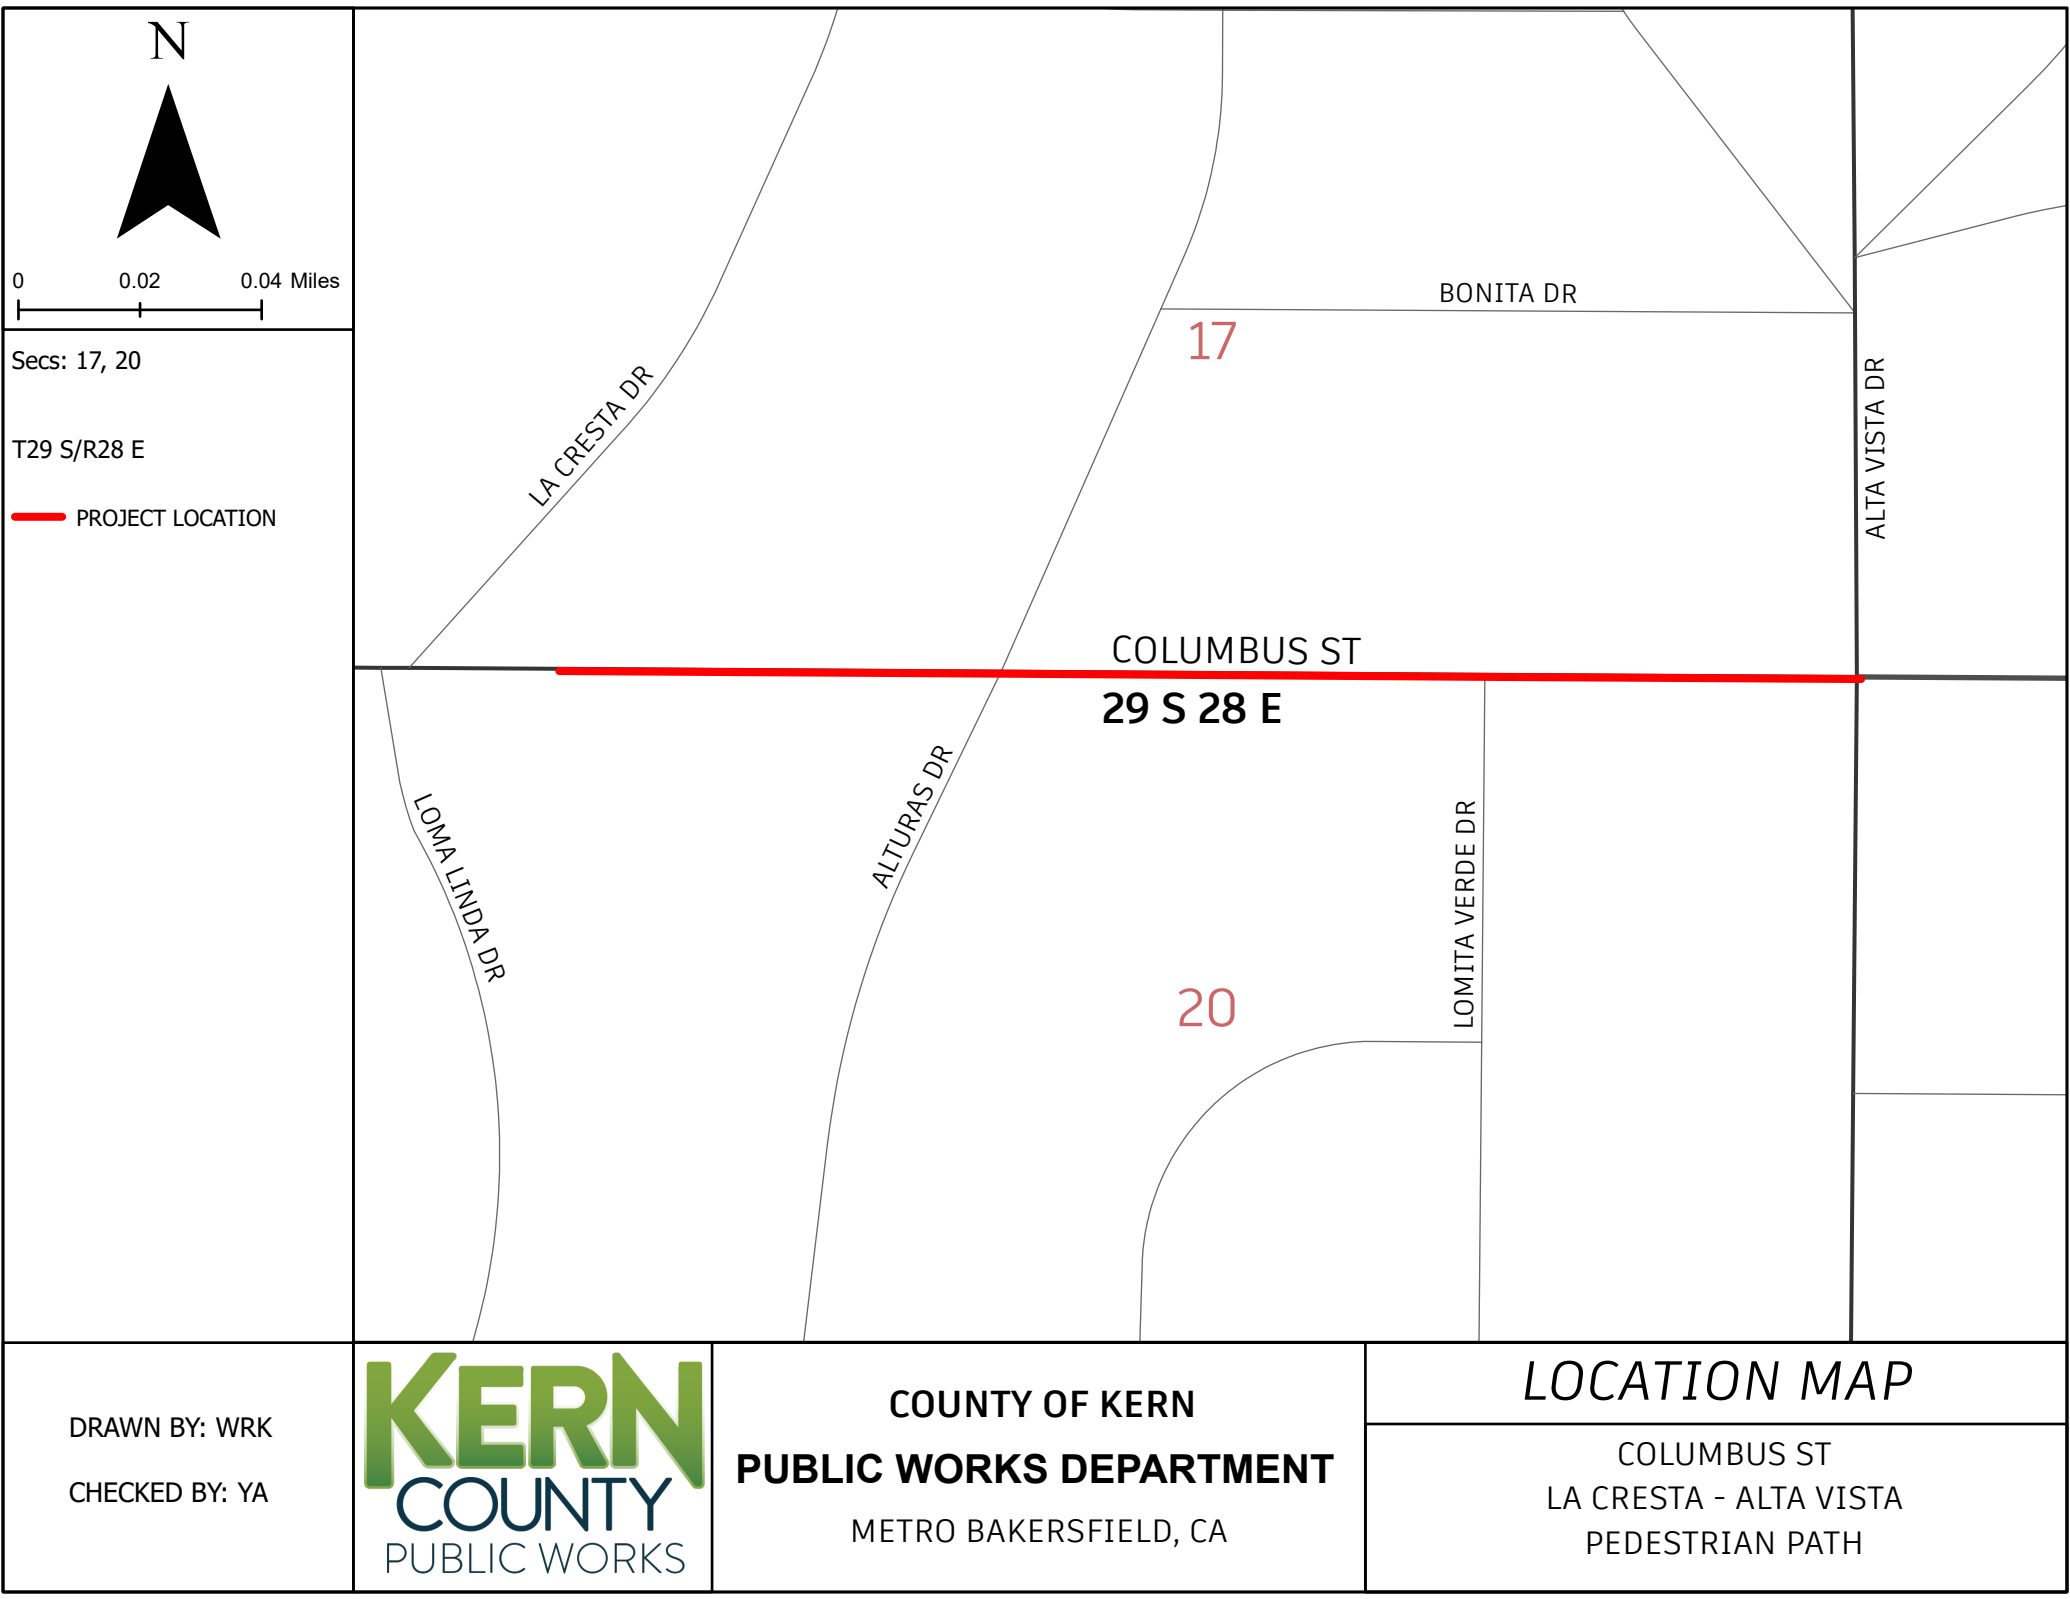 N
0 0.02 0.04 Miles
Secs: 17, 20
T29 S/R28 E
PROJECT LOCATION
BONITA DR
17
LA CRESTA DR
ALTA VISTA DR
COLUMBUS ST
29 S 28 E
ALTURAS DR
LOMA LINDA DR
LOMITA VERDE DR
20
DRAWN BY: WRK
CHECKED BY: YA
KERN
COUNTY
PUBLIC WORKS
COUNTY OF KERN
PUBLIC WORKS DEPARTMENT
METRO BAKERSFIELD, CA
LOCATION MAP
COLUMBUS ST
LA CRESTA - ALTA VISTA
PEDESTRIAN PATH